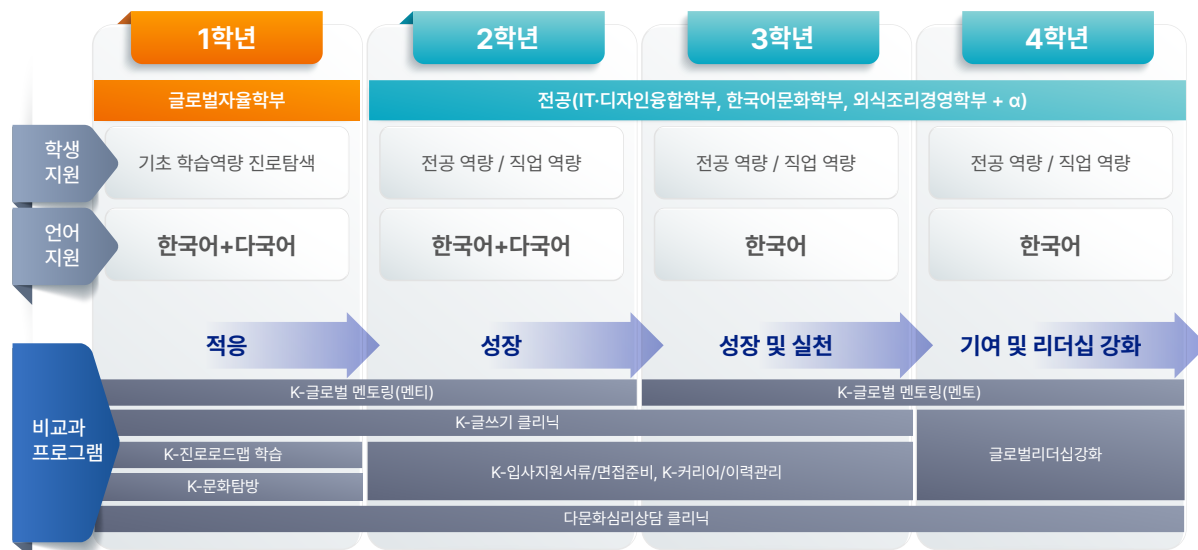 1학년
2학년
3학년
4학년
글로벌자율학부
전공(IT·디자인융합학부, 한국어문화학부, 외식조리경영학부 + α)
학생
지원
기초 학습역량 진로탐색
전공 역량 / 직업 역량
전공 역량 / 직업 역량
전공 역량 / 직업 역량
언어
지원
한국어+다국어
한국어+다국어
한국어
한국어
적응
성장
성장 및 실천
기여 및 리더십 강화
비교과
프로그램
K-글로벌 멘토링(멘티)
K-글로벌 멘토링(멘토)
K-글쓰기 클리닉
K-진로로드맵 학습
K-문화탐방
K-입사지원서류/면접준비, K-커리어/이력관리
글로벌리더십강화
다문화심리상담 클리닉